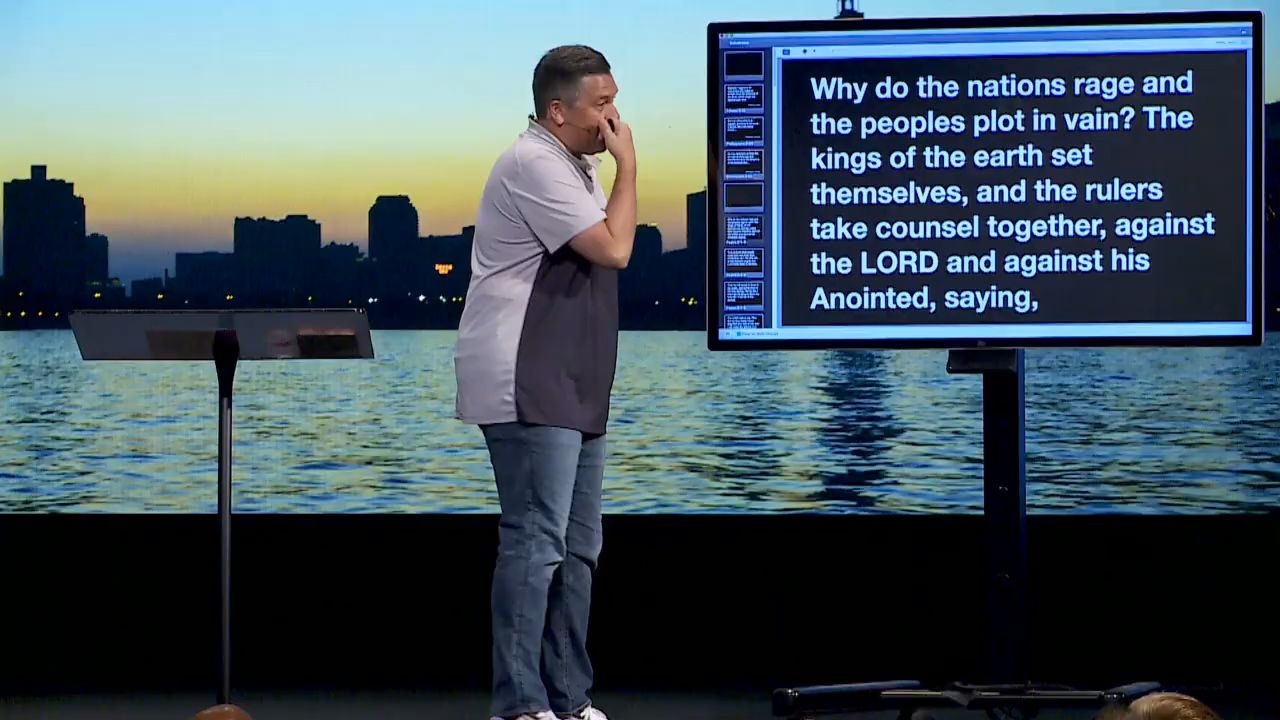 Why do the nations rage and
the peoples plot in vain? The
kings of the earth set
themselves, and the rulers
take counsel together, against
the LORD and against his
Anointed, saying,